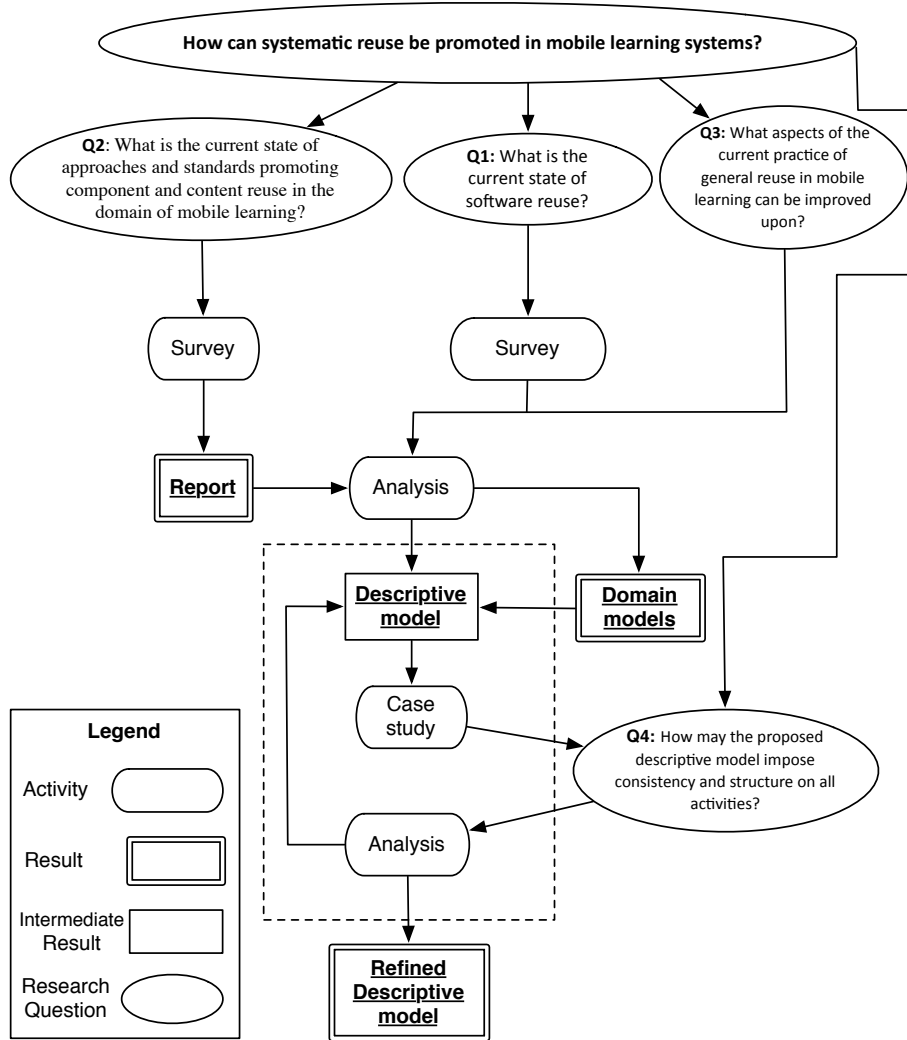 How can systematic reuse be promoted in mobile learning systems?
Q2: What is the current state of
approaches and standards promoting
component and content reuse in the
domain of mobile learning?
Q1: What is the
current state of
software reuse?
Q3: What aspects of the
current practice of
general reuse in mobile
learning can be improved
upon?
Survey
Survey
Report
Analysis
Descriptive
model
Domain
models
Case
study
Q4: How may the proposed
descriptive model impose
consistency and structure on all
activities?
Analysis
Refined
Descriptive
model
Legend
Activity
Result
Intermediate
Result
Research
Question